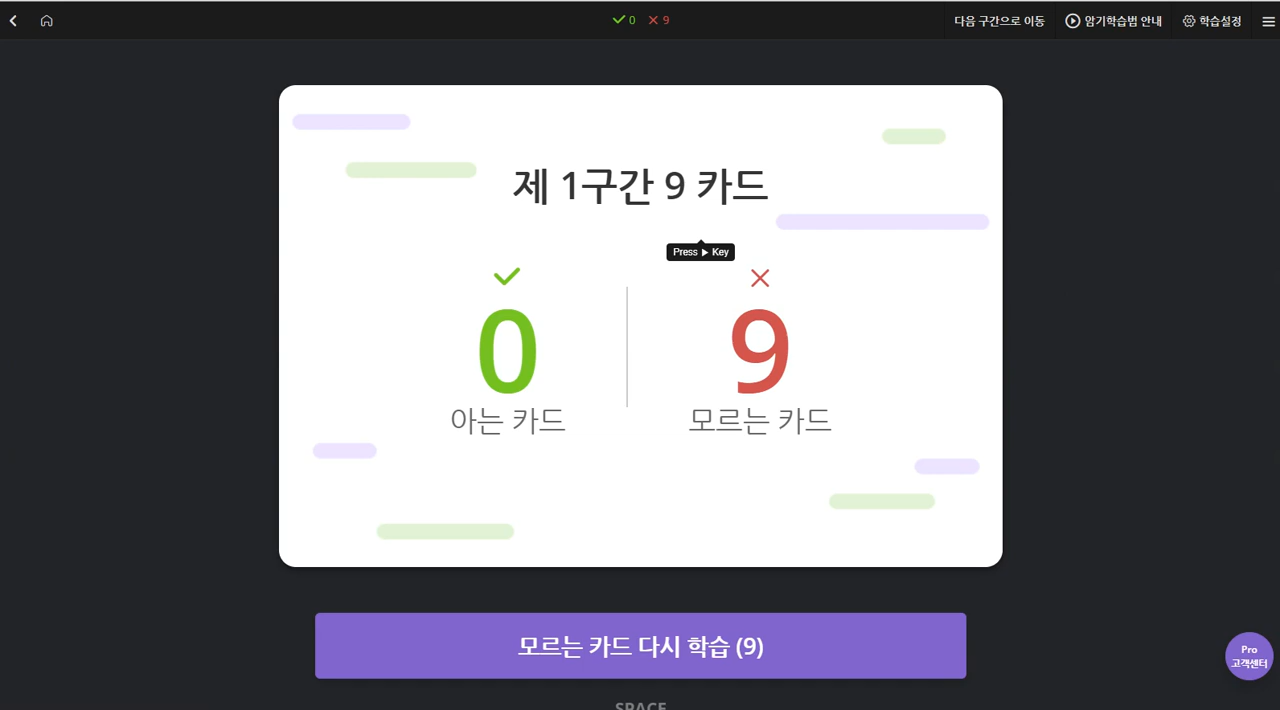 0 9 다음 구간으로 이동 암기학습법 안내 학습설정
제 1구간 9 카드
Press ▶ Key
0 9
아는 카드 모르는 카드
모르는 카드 다시 학습 (9)
Pro
고객센터
SPACE